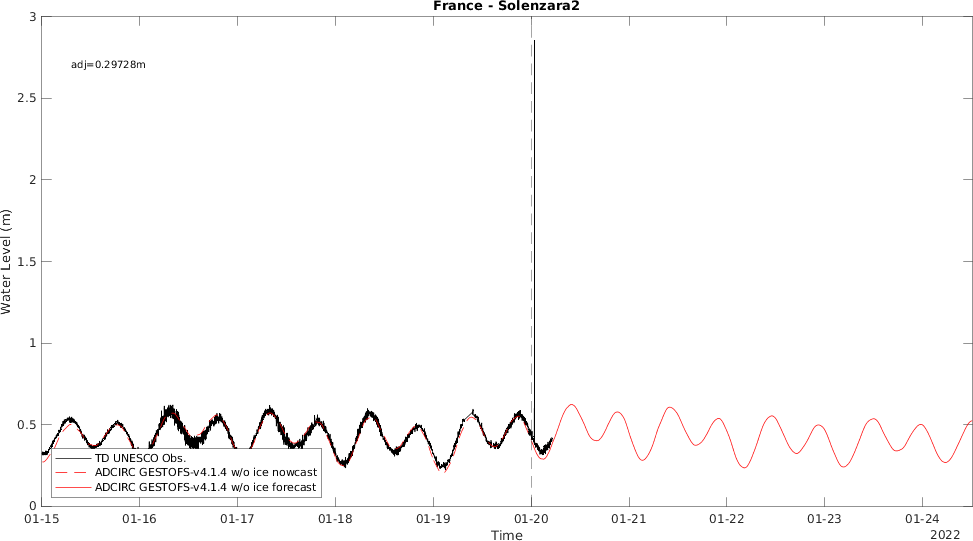 France - Solenzara2
adj=0.29728m
Water Level (m)
3
2.5
2
1.5
1
0.5
0
TD UNESCO Obs.
ADCIRC GESTOFS-v4.1.4 w/o ice nowcast
ADCIRC GESTOFS-v4.1.4 w/o ice forecast
01-15 01-16 01-17 01-18 01-19 01-20 01-21 01-22 01-23 01-24
Time
2022